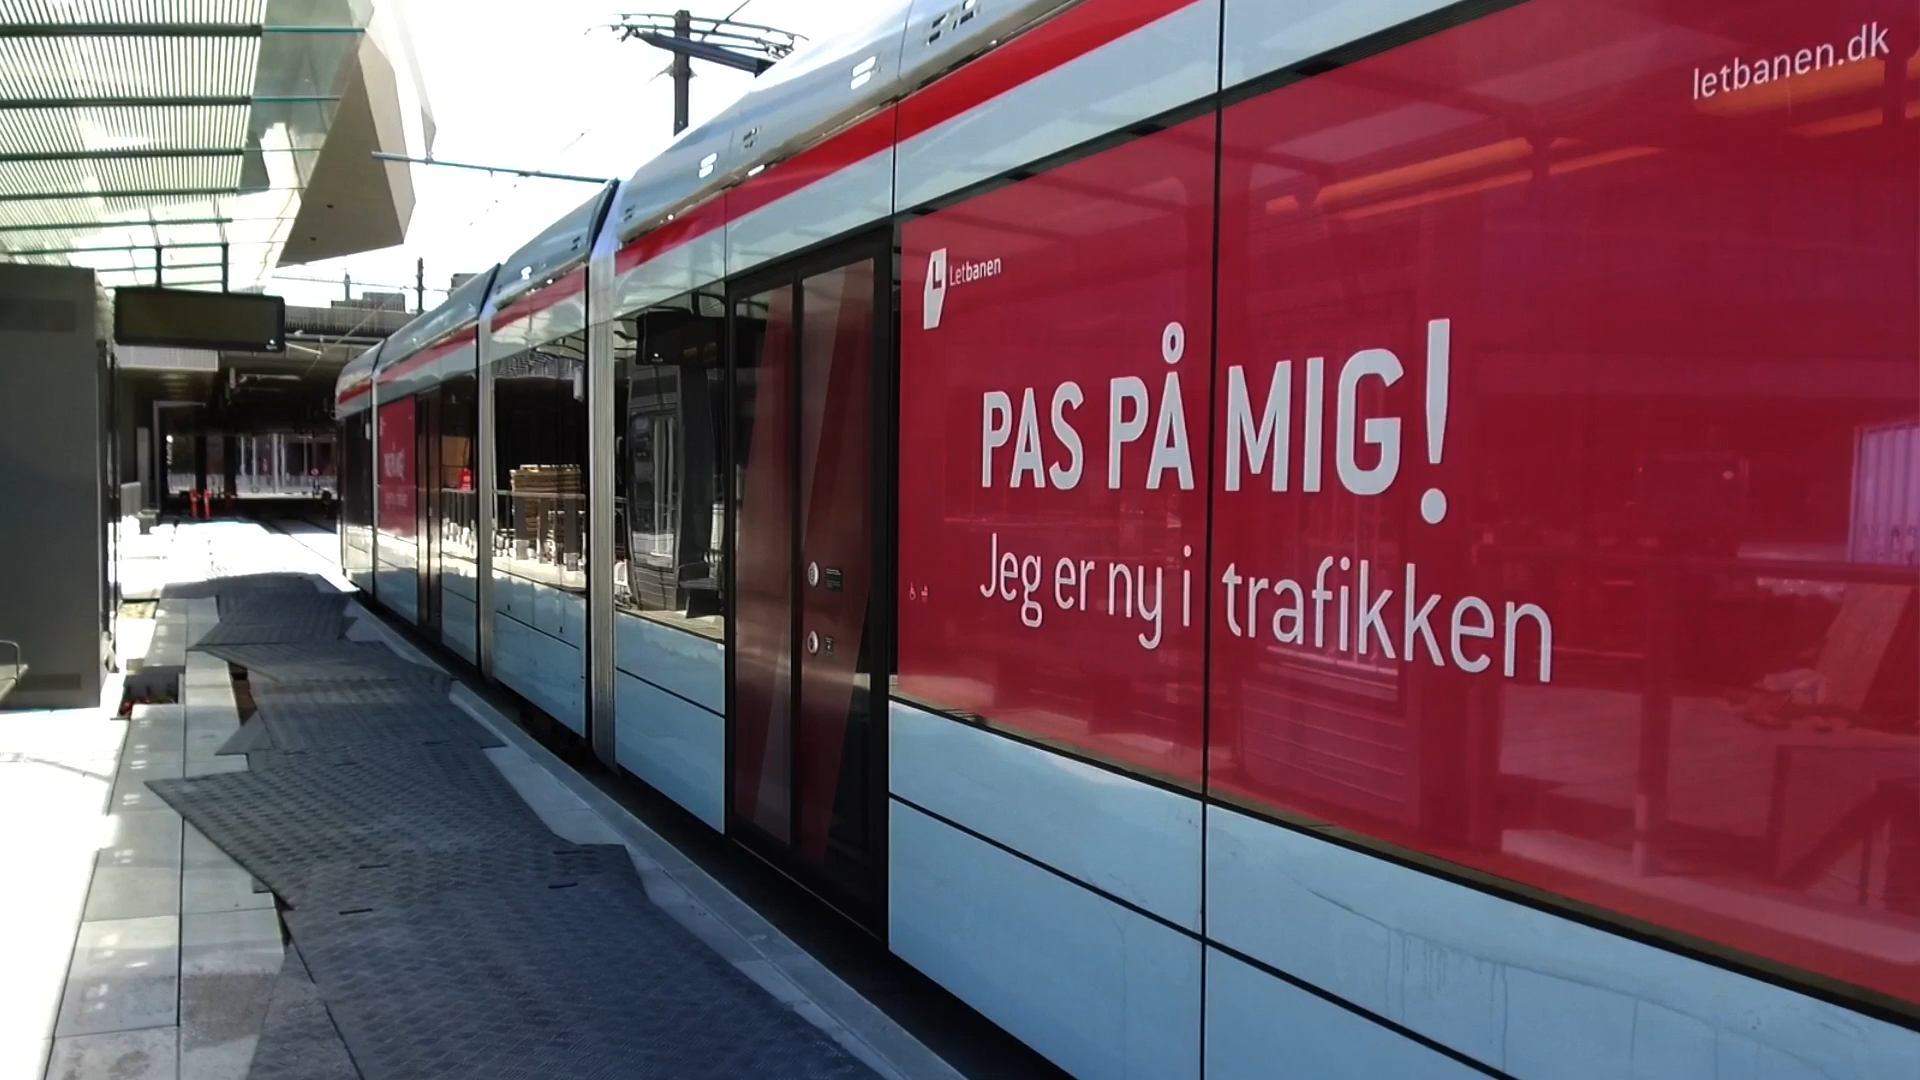 letbanen.dk
Letbanen
PAS PÅ MIG!
Jeg er ny i trafikken